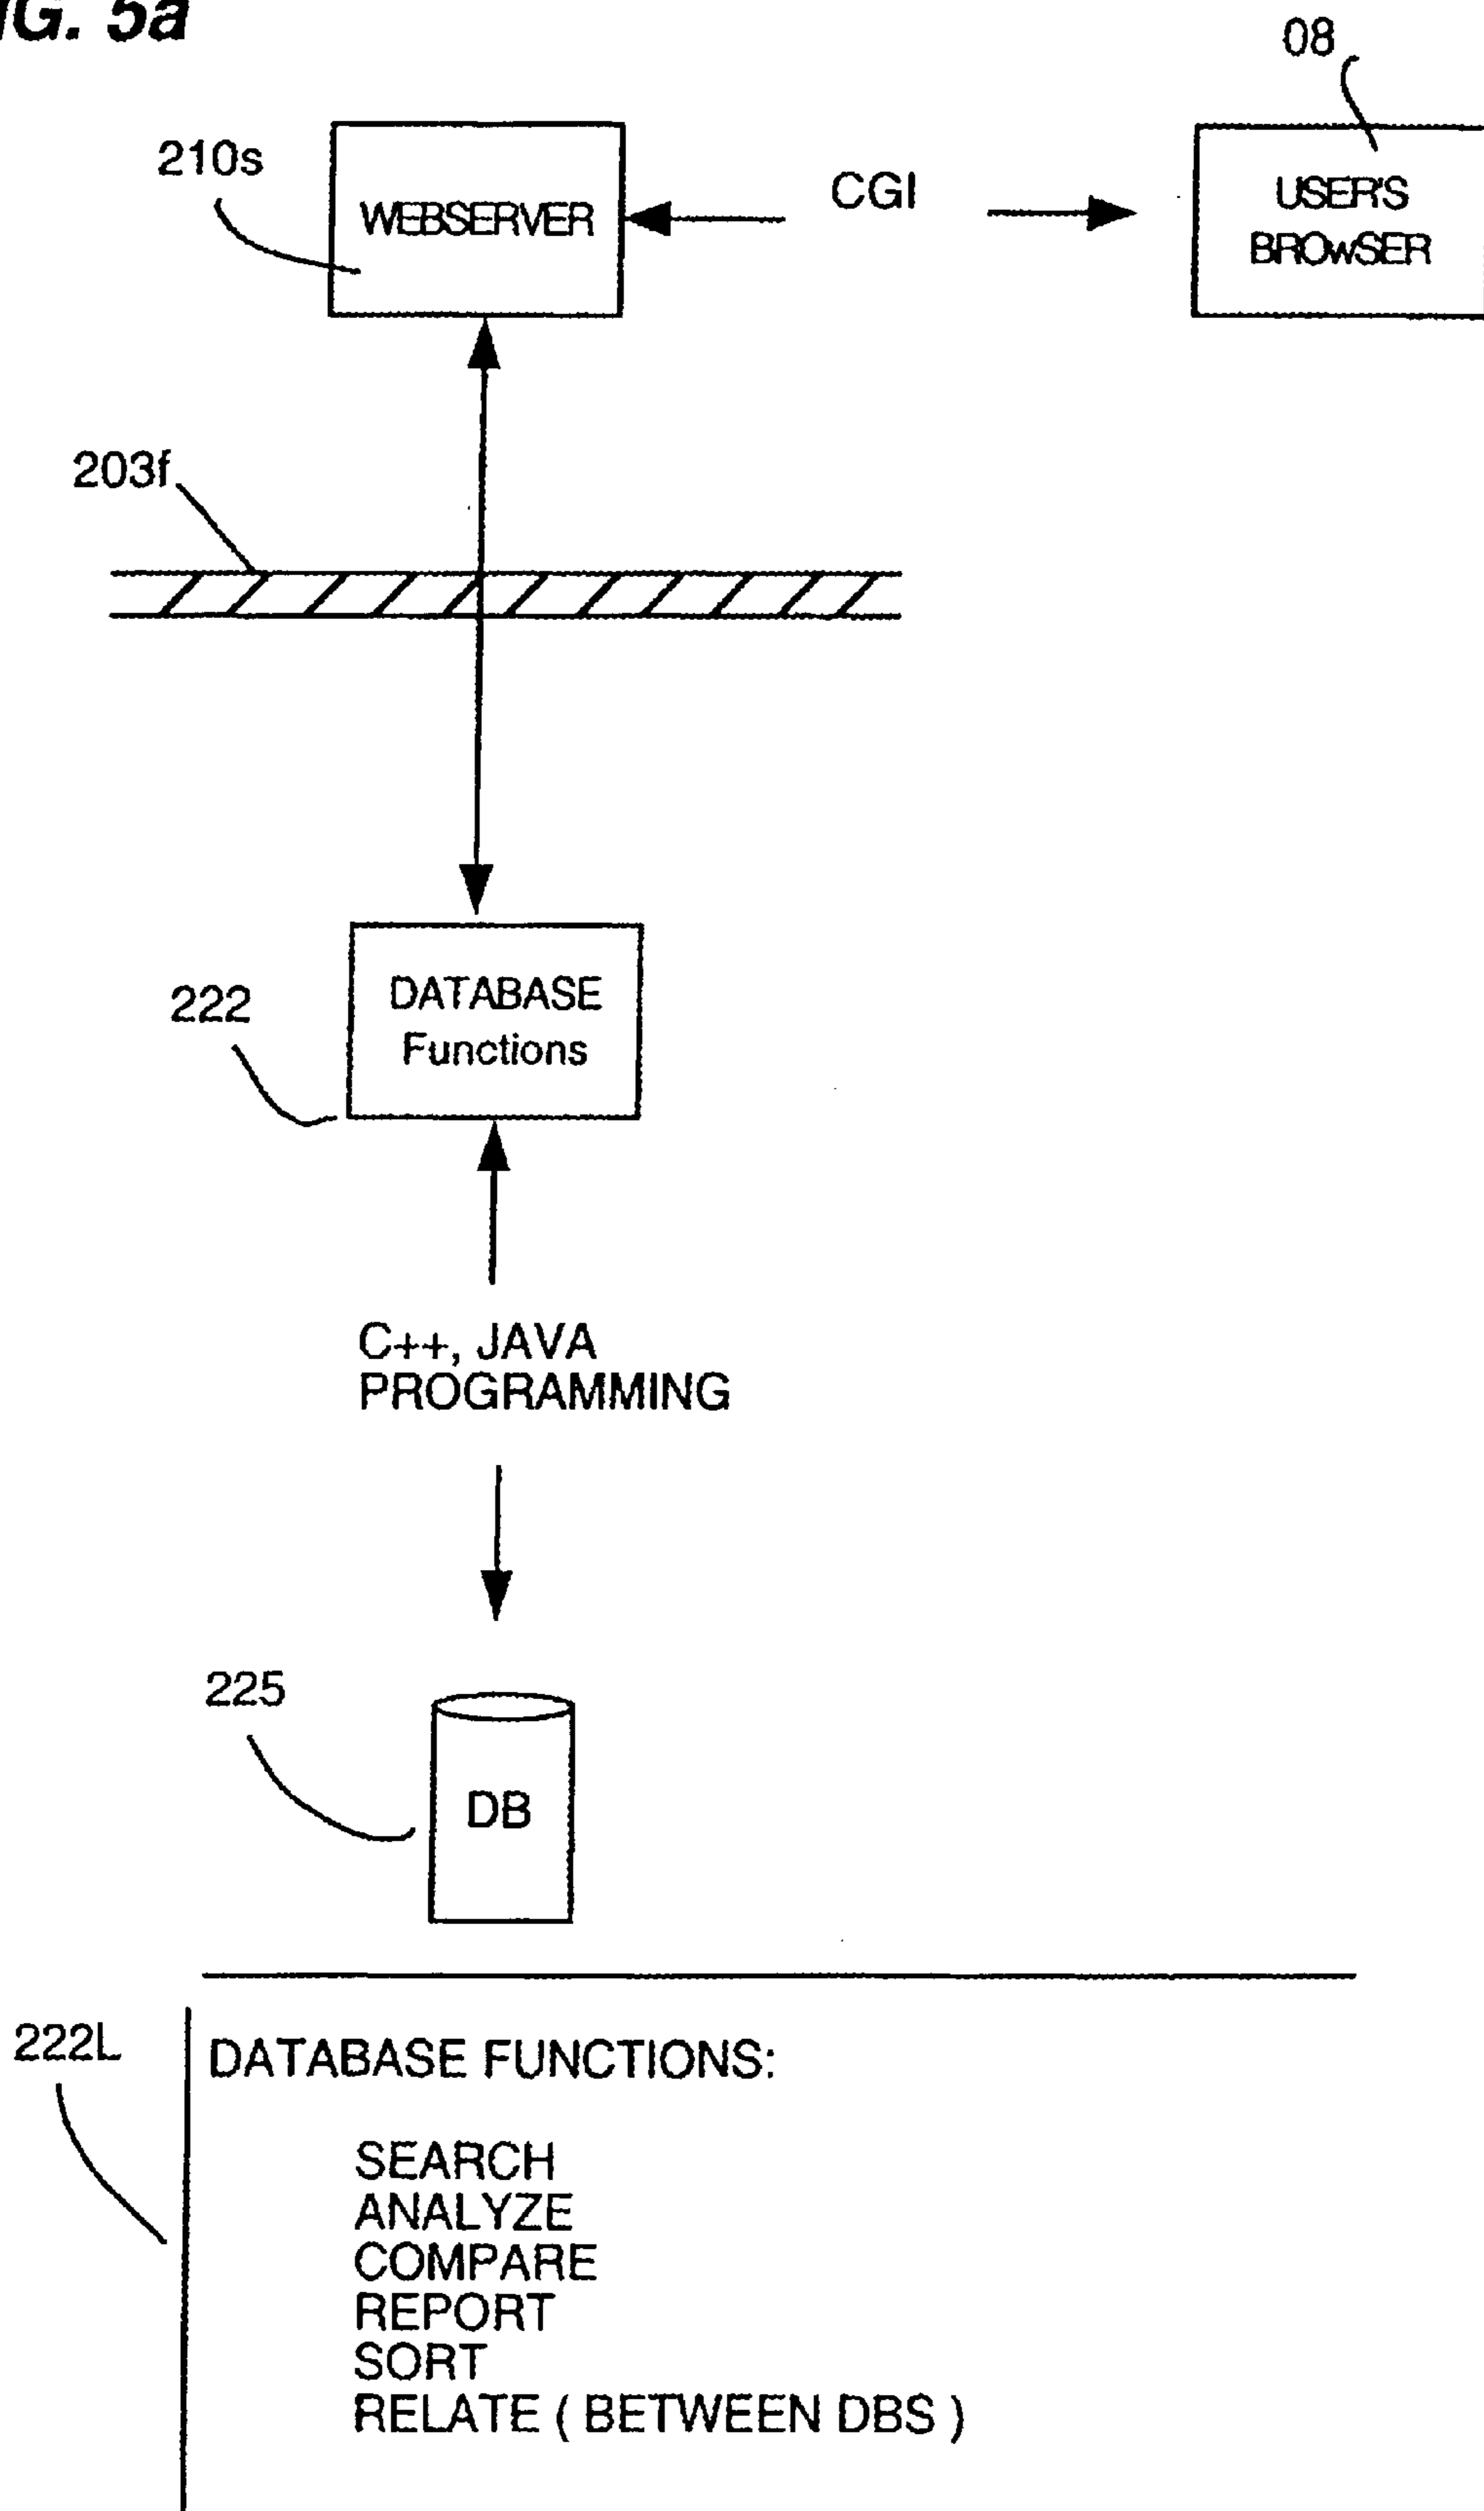 IG. 5a
08
210s
WEBSERVER
CGI
USER'S
BROWSER
203f
222
DATABASE
Functions
C++, JAVA
PROGRAMMING
225
DB
222L
DATABASE FUNCTIONS:
SEARCH
ANALYZE
COMPARE
REPORT
SORT
RELATE ( BETWEEN DBS )